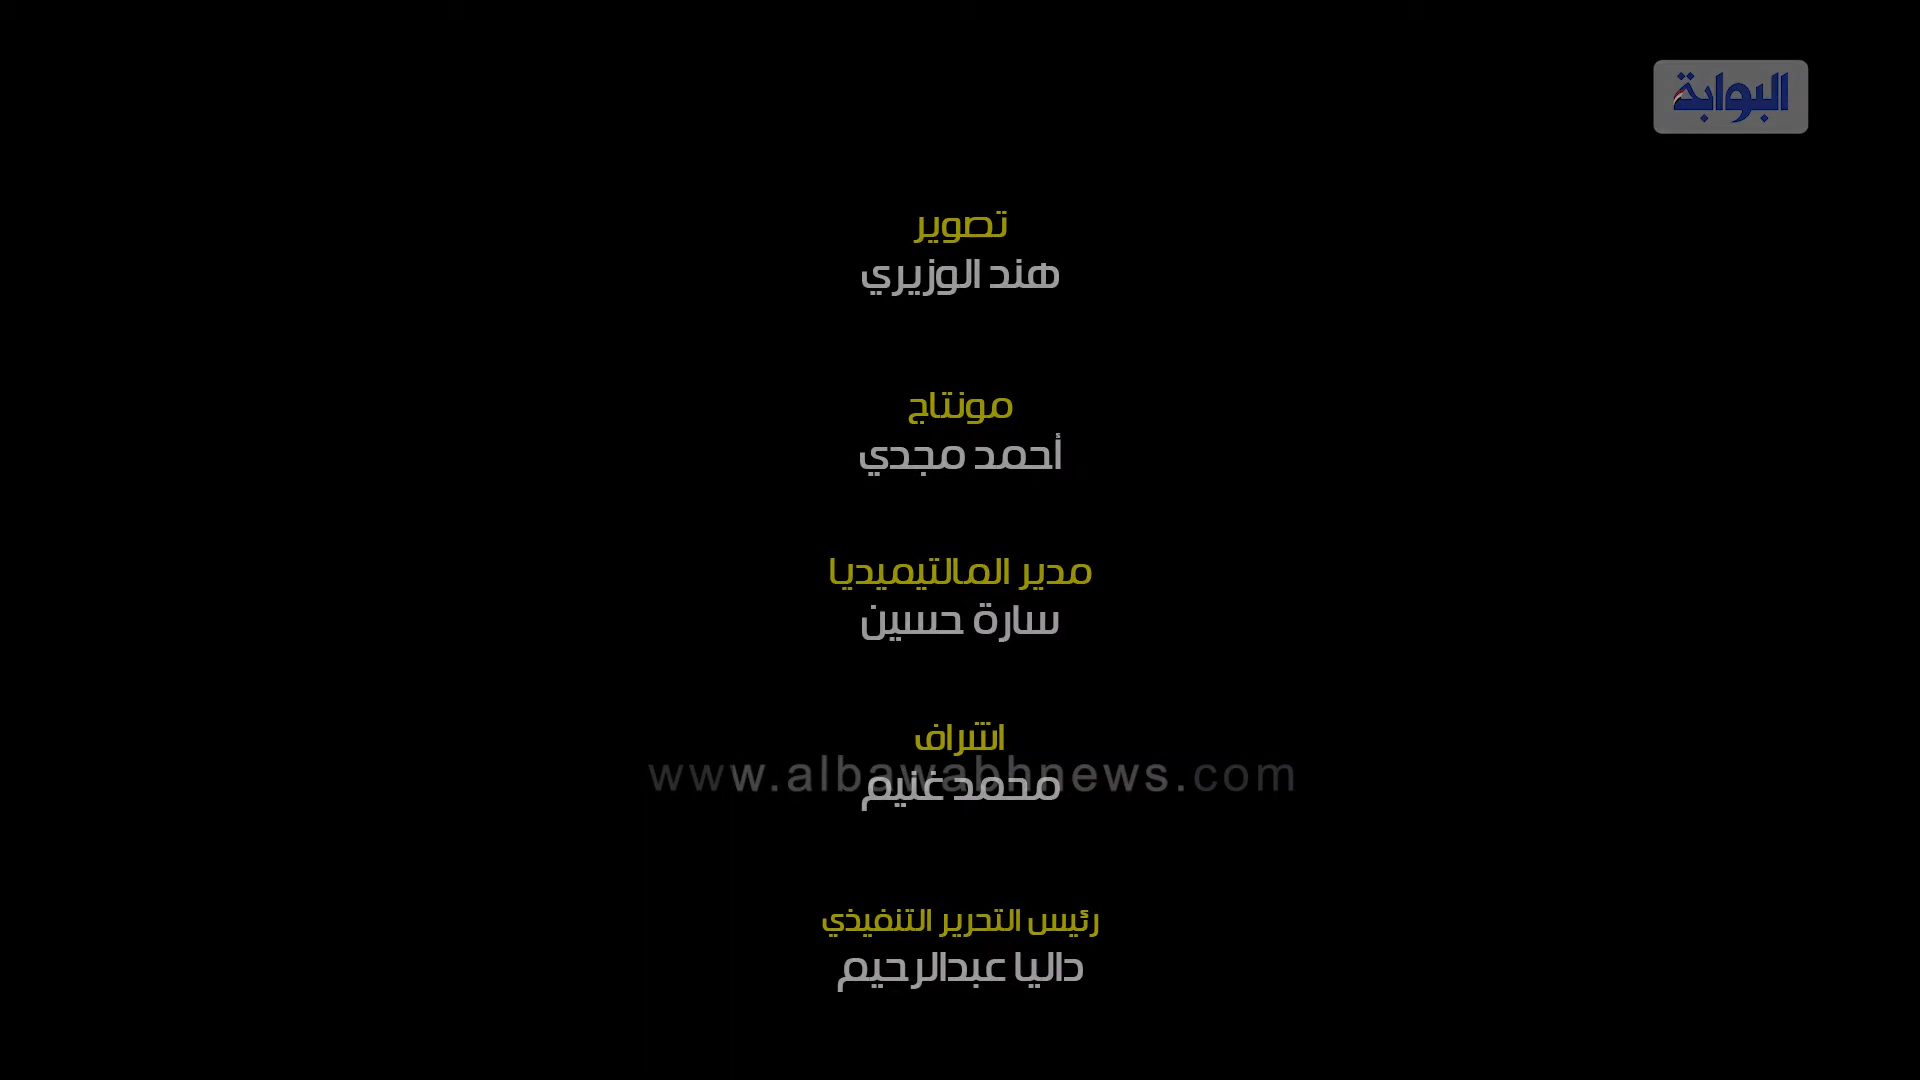 البوابة
تصوير
هند الوزيري
مونتاج
أحمد مجدي
مدير المالتيميديا
سارة حسين
اشراف
www.albawabhnews.com
محمد غنيم
رئيس التحرير التنفيذي
داليا عبدالرحيم